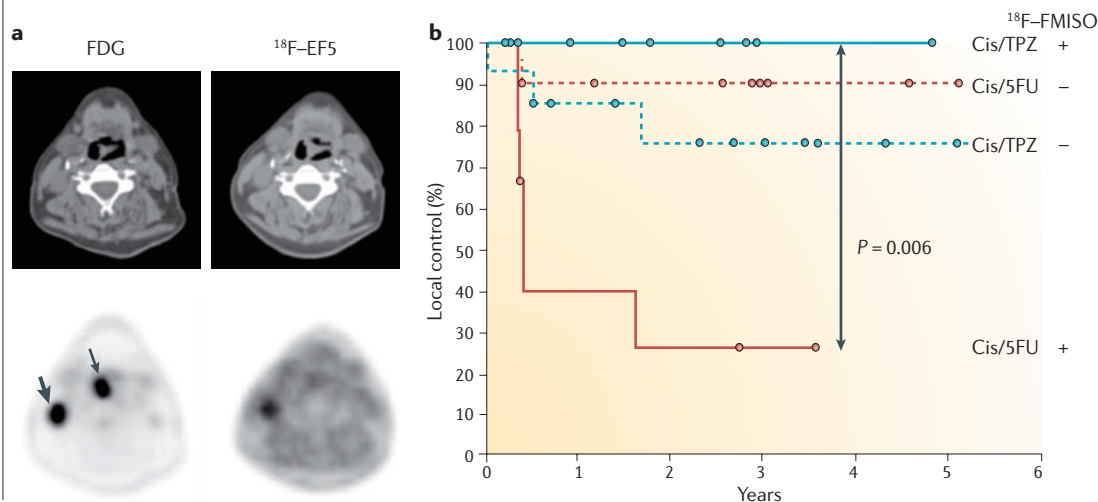 a
FDG
¹⁸F–EF5
b
¹⁸F–FMISO
Local control (%)
100
90
80
70
60
50
40
30
20
10
0
0 1 2 3 4 5 6
Years
Cis/TPZ +
Cis/5FU –
Cis/TPZ –
P = 0.006
Cis/5FU +